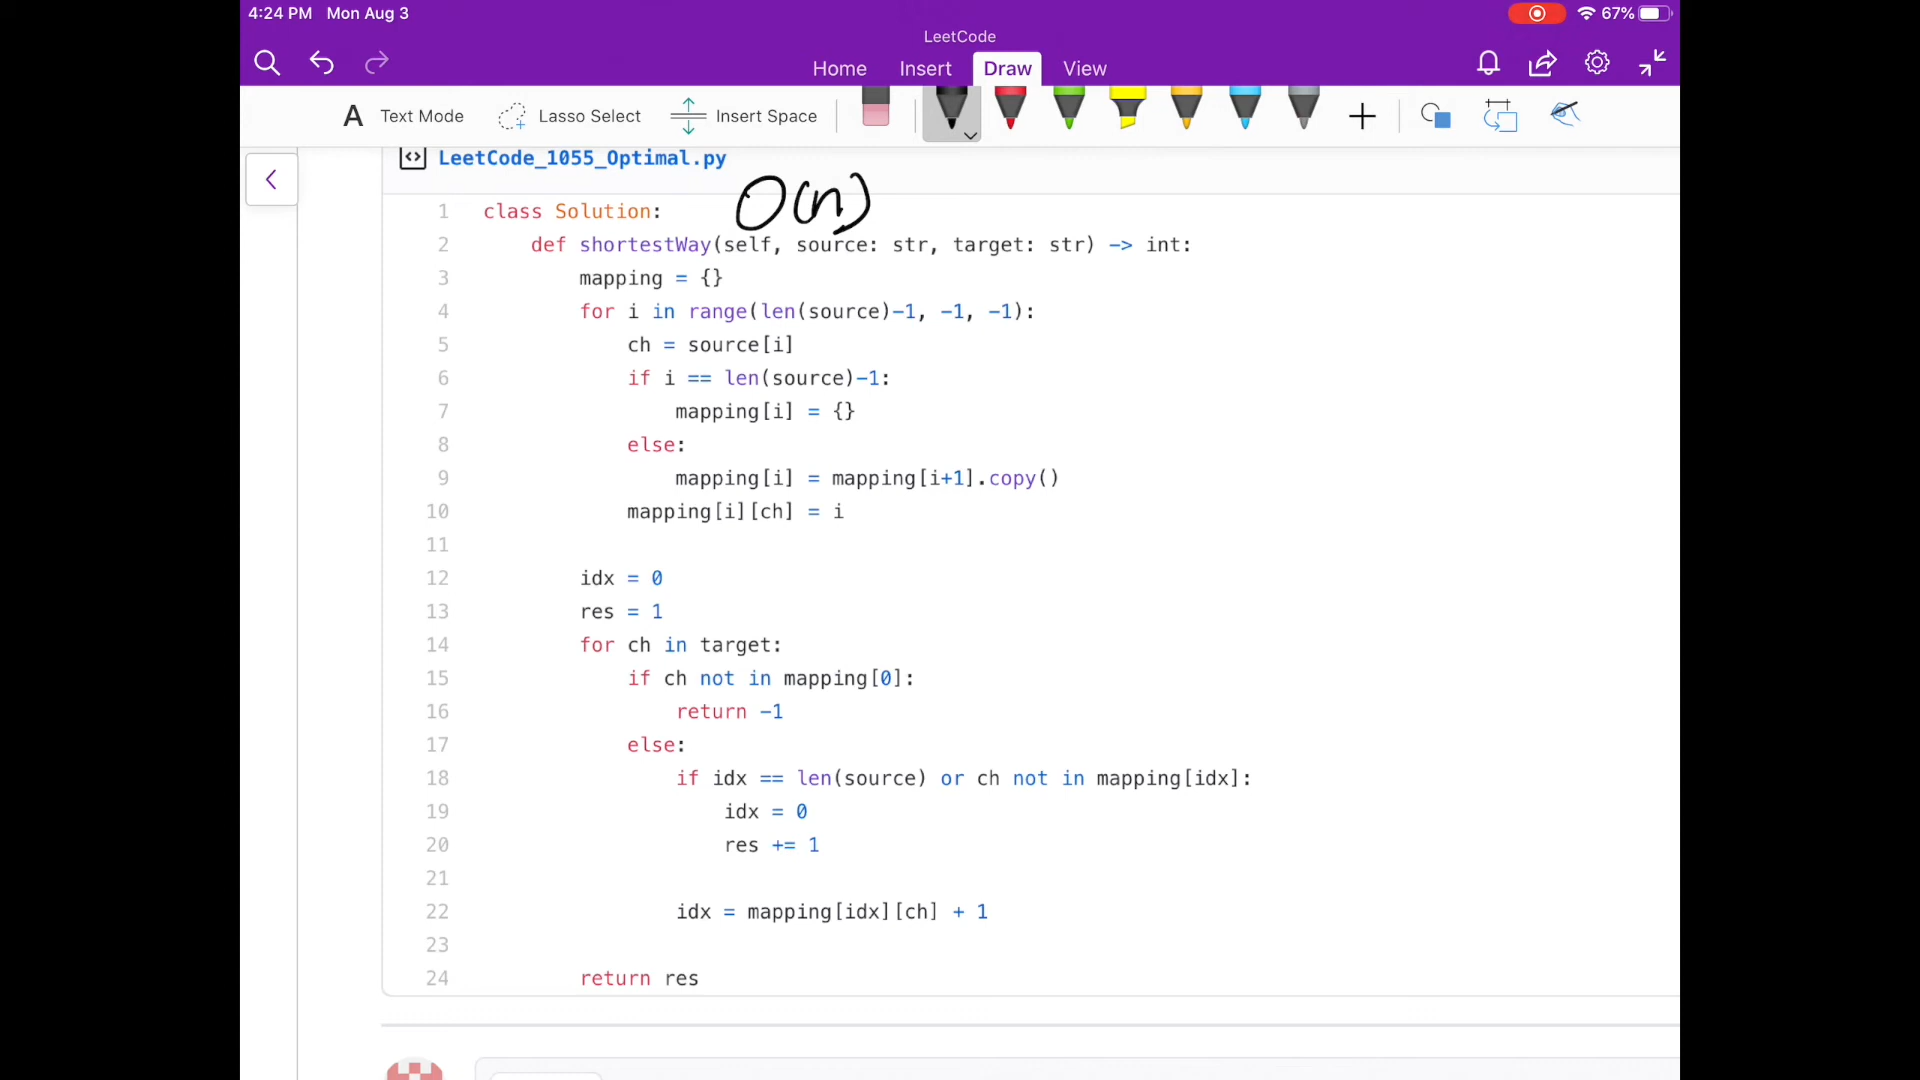 4:24 PM Mon Aug 3
67%
LeetCode
Home Insert Draw View
A Text Mode Lasso Select Insert Space
LeetCode_1055_Optimal.py
O(n)
1 class Solution:
2 def shortestWay(self, source: str, target: str) -> int:
3 mapping = {}
4 for i in range(len(source)-1, -1, -1):
5 ch = source[i]
6 if i == len(source)-1:
7 mapping[i] = {}
8 else:
9 mapping[i] = mapping[i+1].copy()
10 mapping[i][ch] = i
11
12 idx = 0
13 res = 1
14 for ch in target:
15 if ch not in mapping[0]:
16 return -1
17 else:
18 if idx == len(source) or ch not in mapping[idx]:
19 idx = 0
20 res += 1
21
22 idx = mapping[idx][ch] + 1
23
24 return res